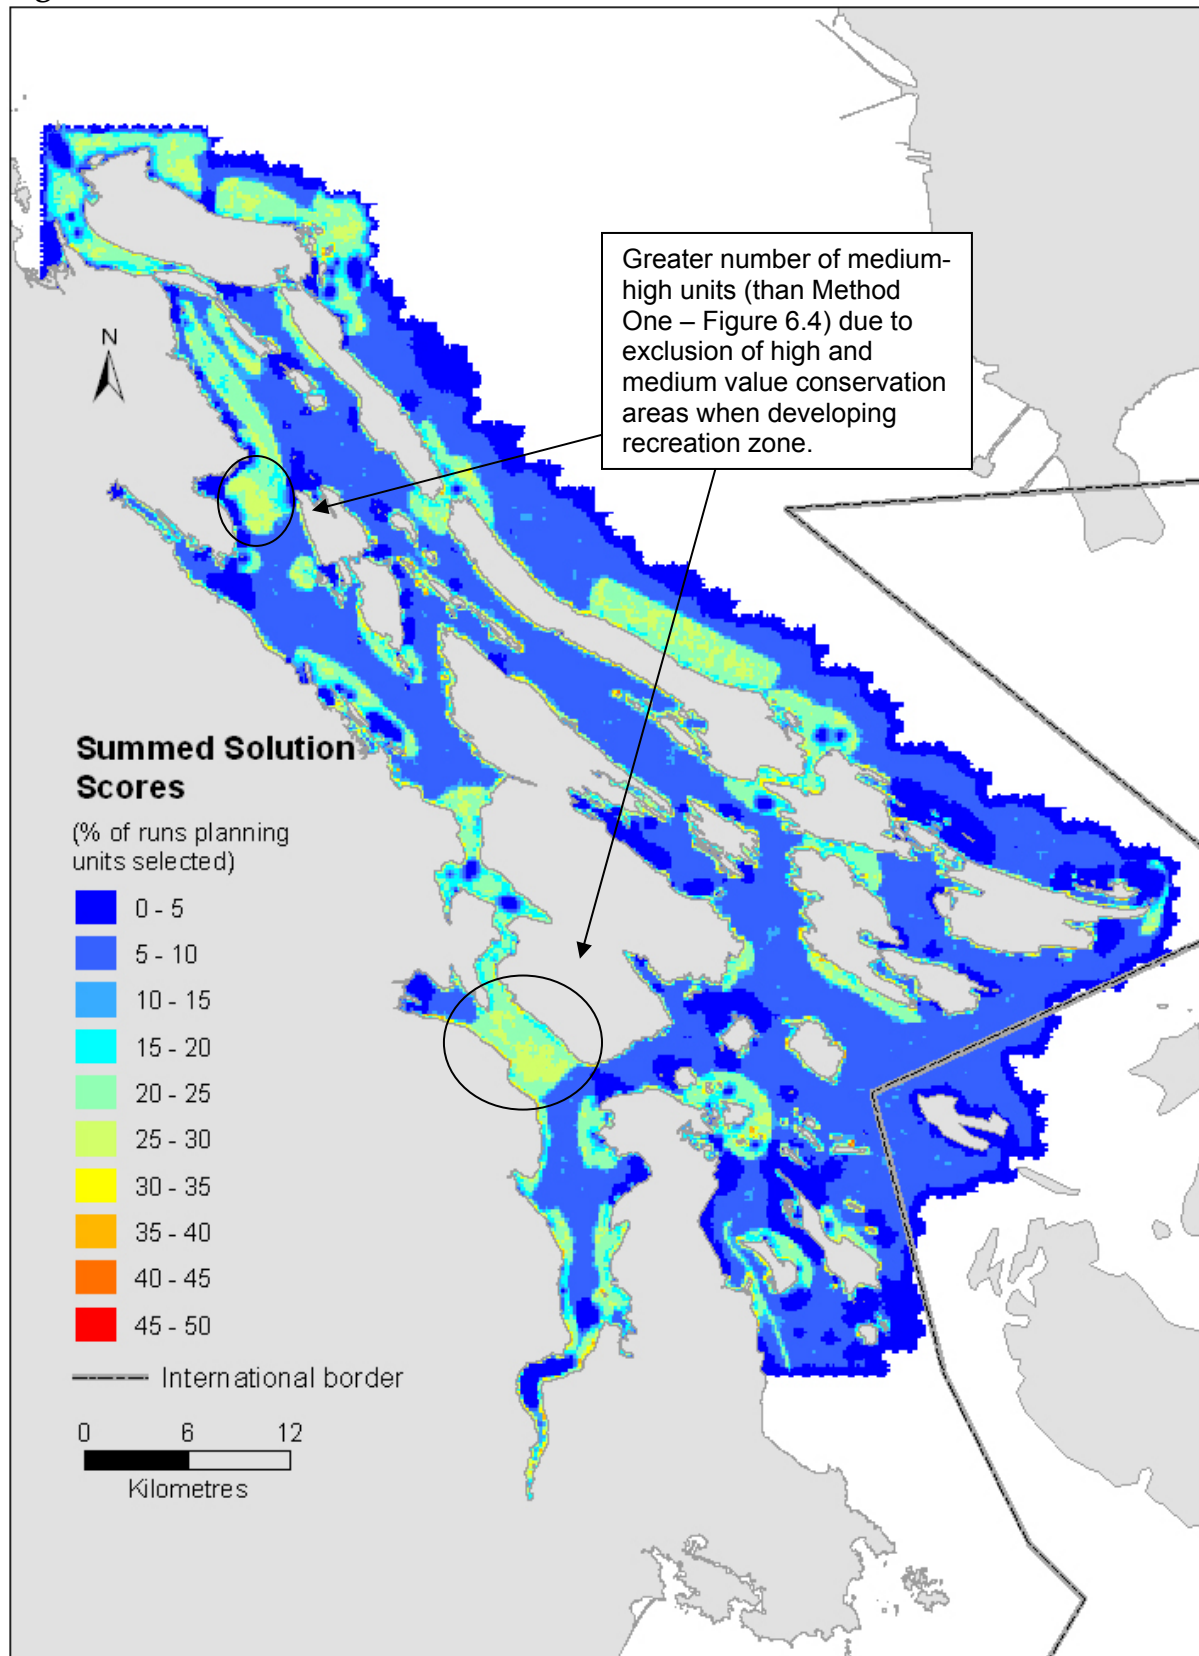 N
Greater number of medium-
high units (than Method
One – Figure 6.4) due to
exclusion of high and
medium value conservation
areas when developing
recreation zone.
Summed Solution
Scores
(% of runs planning
units selected)
0 - 5
5 - 10
10 - 15
15 - 20
20 - 25
25 - 30
30 - 35
35 - 40
40 - 45
45 - 50
International border
0 6 12
Kilometres